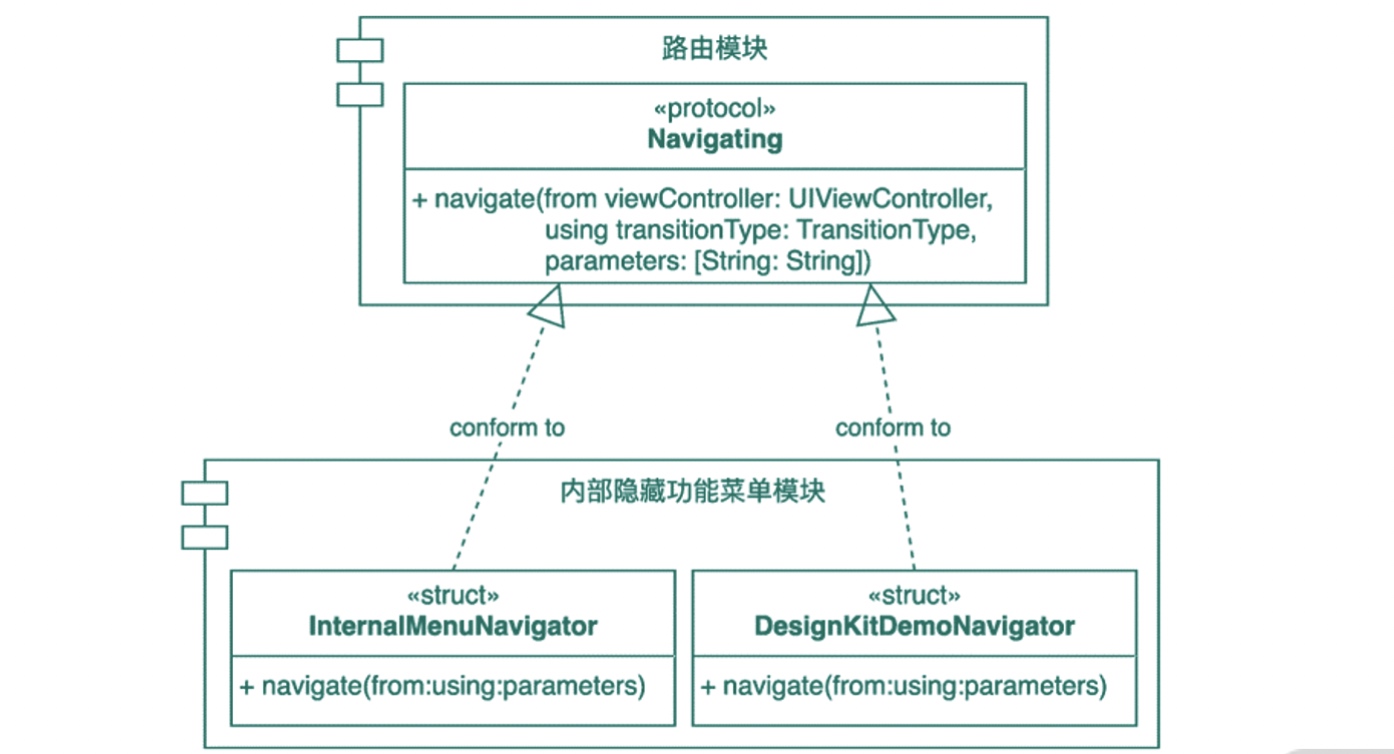 路由模块
«protocol»
Navigating
+ navigate(from viewController: UIViewController,
using transitionType: TransitionType,
parameters: [String: String])
conform to
conform to
内部隐藏功能菜单模块
«struct»
InternalMenuNavigator
+ navigate(from:using:parameters)
«struct»
DesignKitDemoNavigator
+ navigate(from:using:parameters)